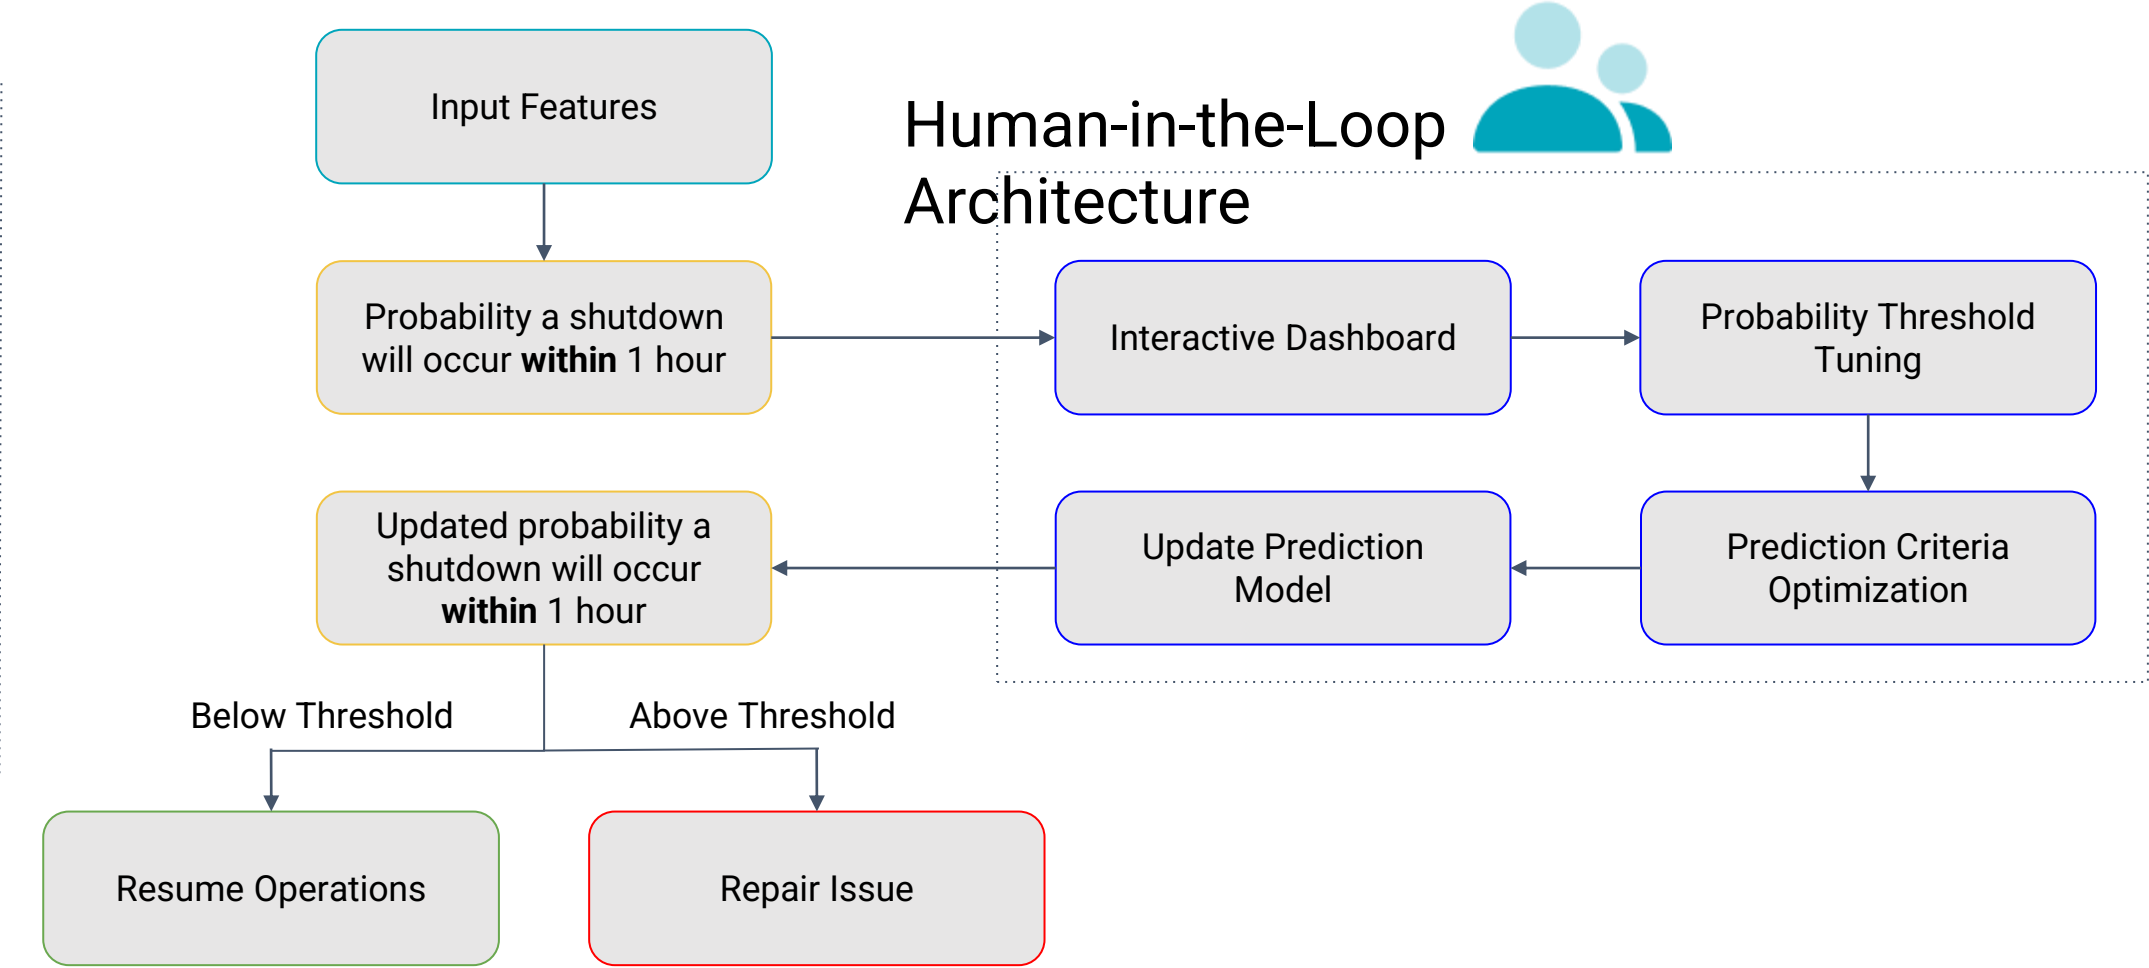 Input Features
Human-in-the-Loop
Architecture
Probability a shutdown
will occur within 1 hour
Interactive Dashboard
Probability Threshold
Tuning
Updated probability a
shutdown will occur
within 1 hour
Update Prediction
Model
Prediction Criteria
Optimization
Below Threshold
Above Threshold
Resume Operations
Repair Issue